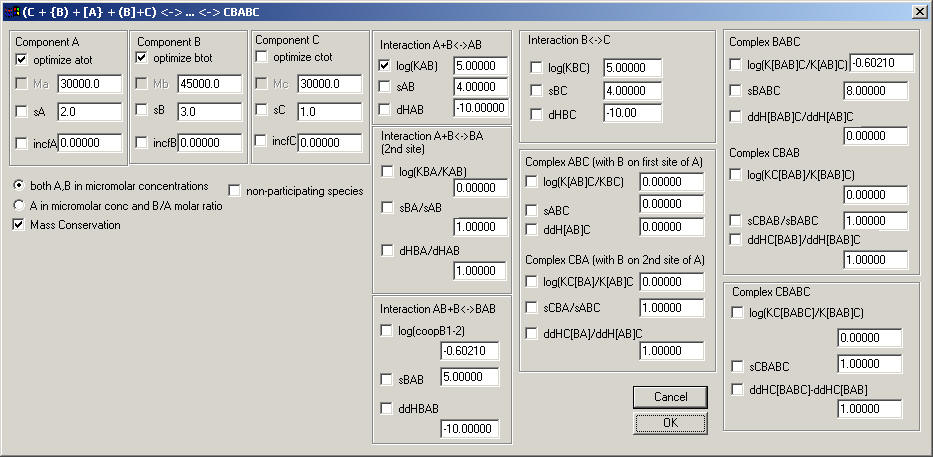 (C + {B) + [A} + (B]+C) <-> ... <-> CBABC
Component A
optimize atot
Ma 30000.0
sA 2.0
incfA 0.00000
Component B
optimize btot
Mb 45000.0
sB 3.0
incfB 0.00000
Component C
optimize ctot
Mc 30000.0
sC 1.0
incfC 0.00000
both A,B in micromolar concentrations
A in micromolar conc and B/A molar ratio
Mass Conservation
non-participating species
Interaction A+B<->AB
log(KAB) 5.00000
sAB 4.00000
dHAB -10.00000
Interaction A+B<->BA
(2nd site)
log(KBA/KAB)
0.00000
sBA/sAB
1.00000
dHBA/dHAB
1.00000
Interaction AB+B<->BAB
log(coopB1-2)
-0.60210
sBAB 5.00000
ddHBAB
-10.00000
Interaction B<->C
log(KBC) 5.00000
sBC 4.00000
dHBC -10.00
Complex ABC (with B on first site of A)
log(K[AB]C/KBC) 0.00000
sABC 0.00000
ddH[AB]C 0.00000
Complex CBA (with B on 2nd site of A)
log(KC[BA)/K[AB]C 0.00000
sCBA/sABC 1.00000
ddHC[BA)/ddH[AB]C
1.00000
Cancel
OK
Complex BABC
log(K[BAB]C/K[AB]C) -0.60210
sBABC 8.00000
ddH[BAB]C/ddH[AB]C
0.00000
Complex CBAB
log(KC[BAB]/K[BAB]C)
0.00000
sCBAB/sBABC 1.00000
ddHC[BAB]/ddH[BAB]C
1.00000
Complex CBABC
log(KC[BABC]/K[BAB]C)
0.00000
sCBABC 1.00000
ddHC[BABC]-ddHC[BAB]
1.00000